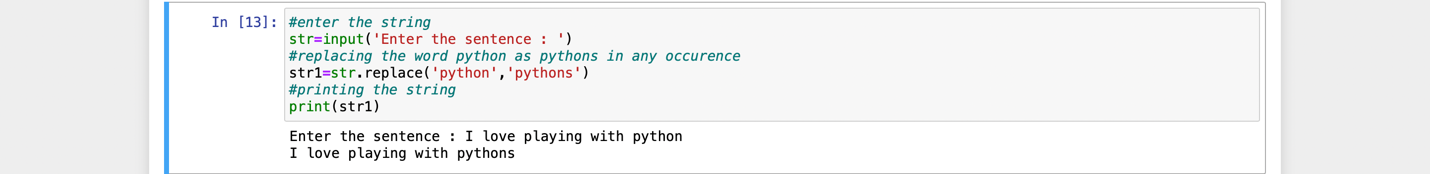 In [13]: #enter the string
str=input('Enter the sentence : ')
#replacing the word python as pythons in any occurence
str1=str.replace('python','pythons')
#printing the string
print(str1)
Enter the sentence : I love playing with python
I love playing with pythons